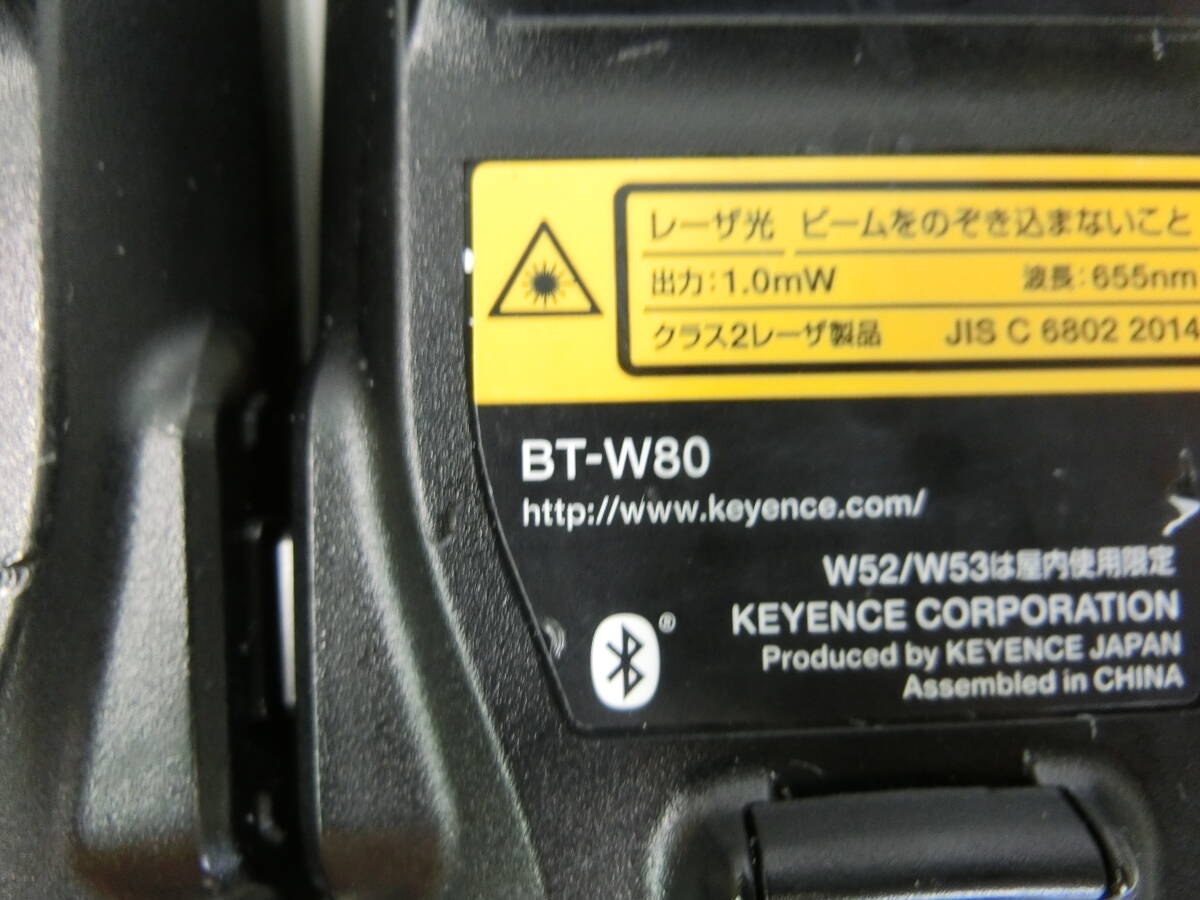 レーザ光 ビームをのぞき込まないこと
出力:1.0mW 波長:655nm
クラス2レーザ製品 JIS C 6802 2014
BT-W80
http://www.keyence.com/
W52/W53は屋内使用限定
®
KEYENCE CORPORATION
Produced by KEYENCE JAPAN
Assembled in CHINA